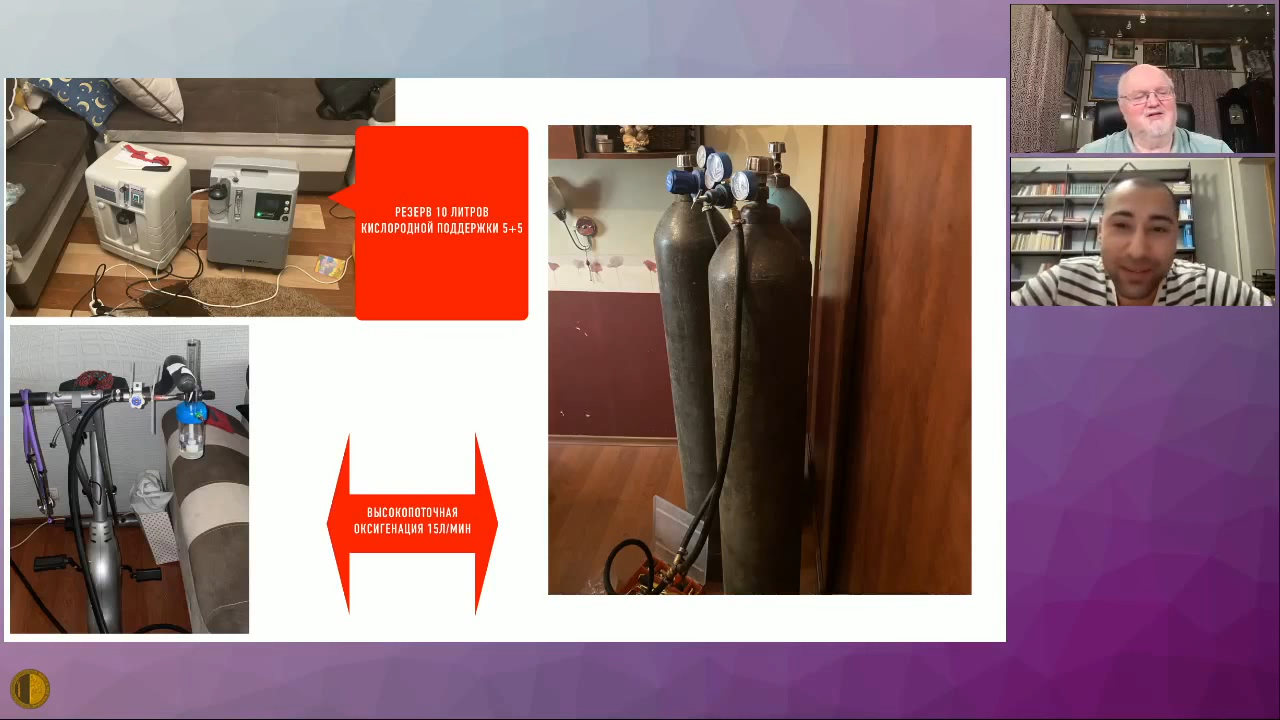 РЕЗЕРВ 10 ЛИТРОВ
КИСЛОРОДНОЙ ПОДДЕРЖКИ 5+5
ВЫСОКОПОТОЧНАЯ
ОКСИГЕНАЦИЯ 15Л/МИН